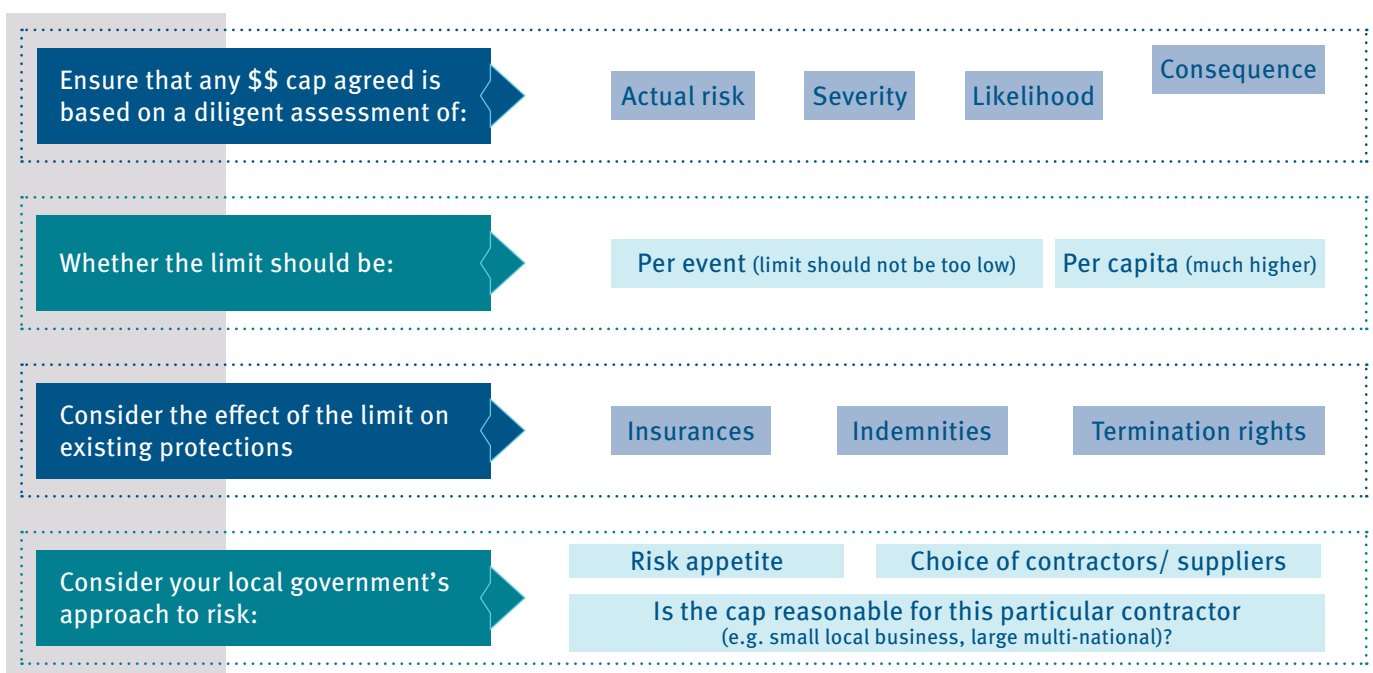 Ensure that any $$ cap agreed is
based on a diligent assessment of:
Actual risk
Severity
Likelihood
Consequence
Whether the limit should be:
Per event (limit should not be too low)
Per capita (much higher)
Consider the effect of the limit on
existing protections
Insurances
Indemnities
Termination rights
Consider your local government’s
approach to risk:
Risk appetite
Choice of contractors/ suppliers
Is the cap reasonable for this particular contractor
(e.g. small local business, large multi-national)?